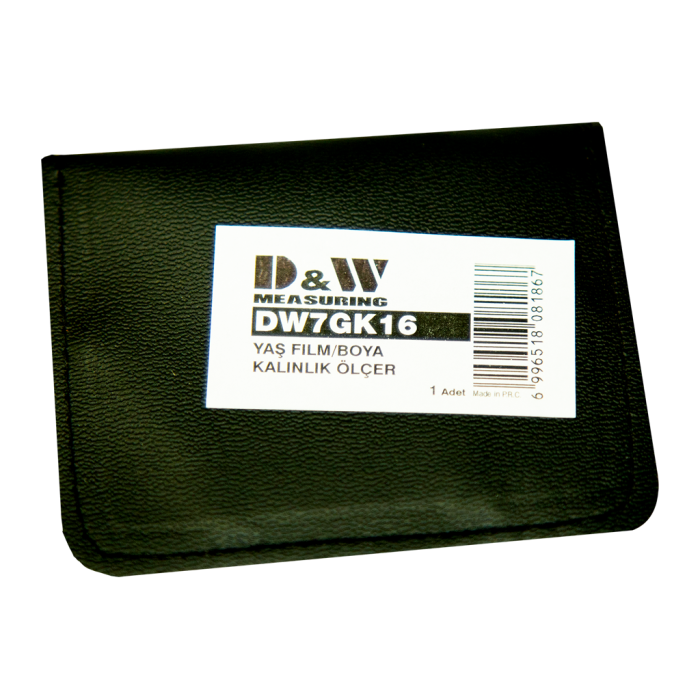 D&W
MEASURING
DW7GK16
YAŞ FILM/BOYA
KALINLIK ÖLÇER
1 Adet
Made in P.R.C
6 996518 081867